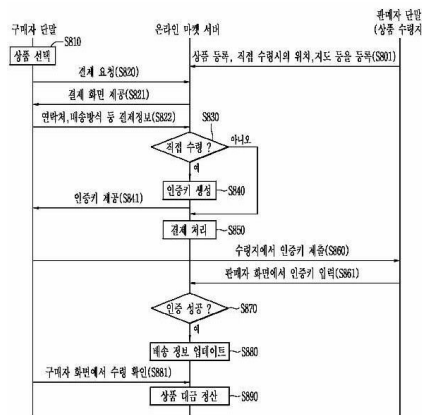 구매자 단말
온라인 마켓 서버
판매자 단말
(상품 수령지
S810
상품 선택
상품 등록, 직접 수령시의 위치,지도 등을 등록(S801)
결제 요청(S820)
결제 화면 제공(S821)
연락처,배송방식 등 결제정보(S822)
S830
직접 수령 ?
아니오
예
인증키 생성
S840
인증키 제공(S841)
결제 처리
S850
수령지에서 인증키 제출(S860)
판매자 화면에서 인증키 입력(S861)
인증 성공 ?
S870
예
배송 정보 업데이트
S880
구매자 화면에서 수령 확인(S881)
상품 대금 정산
S890